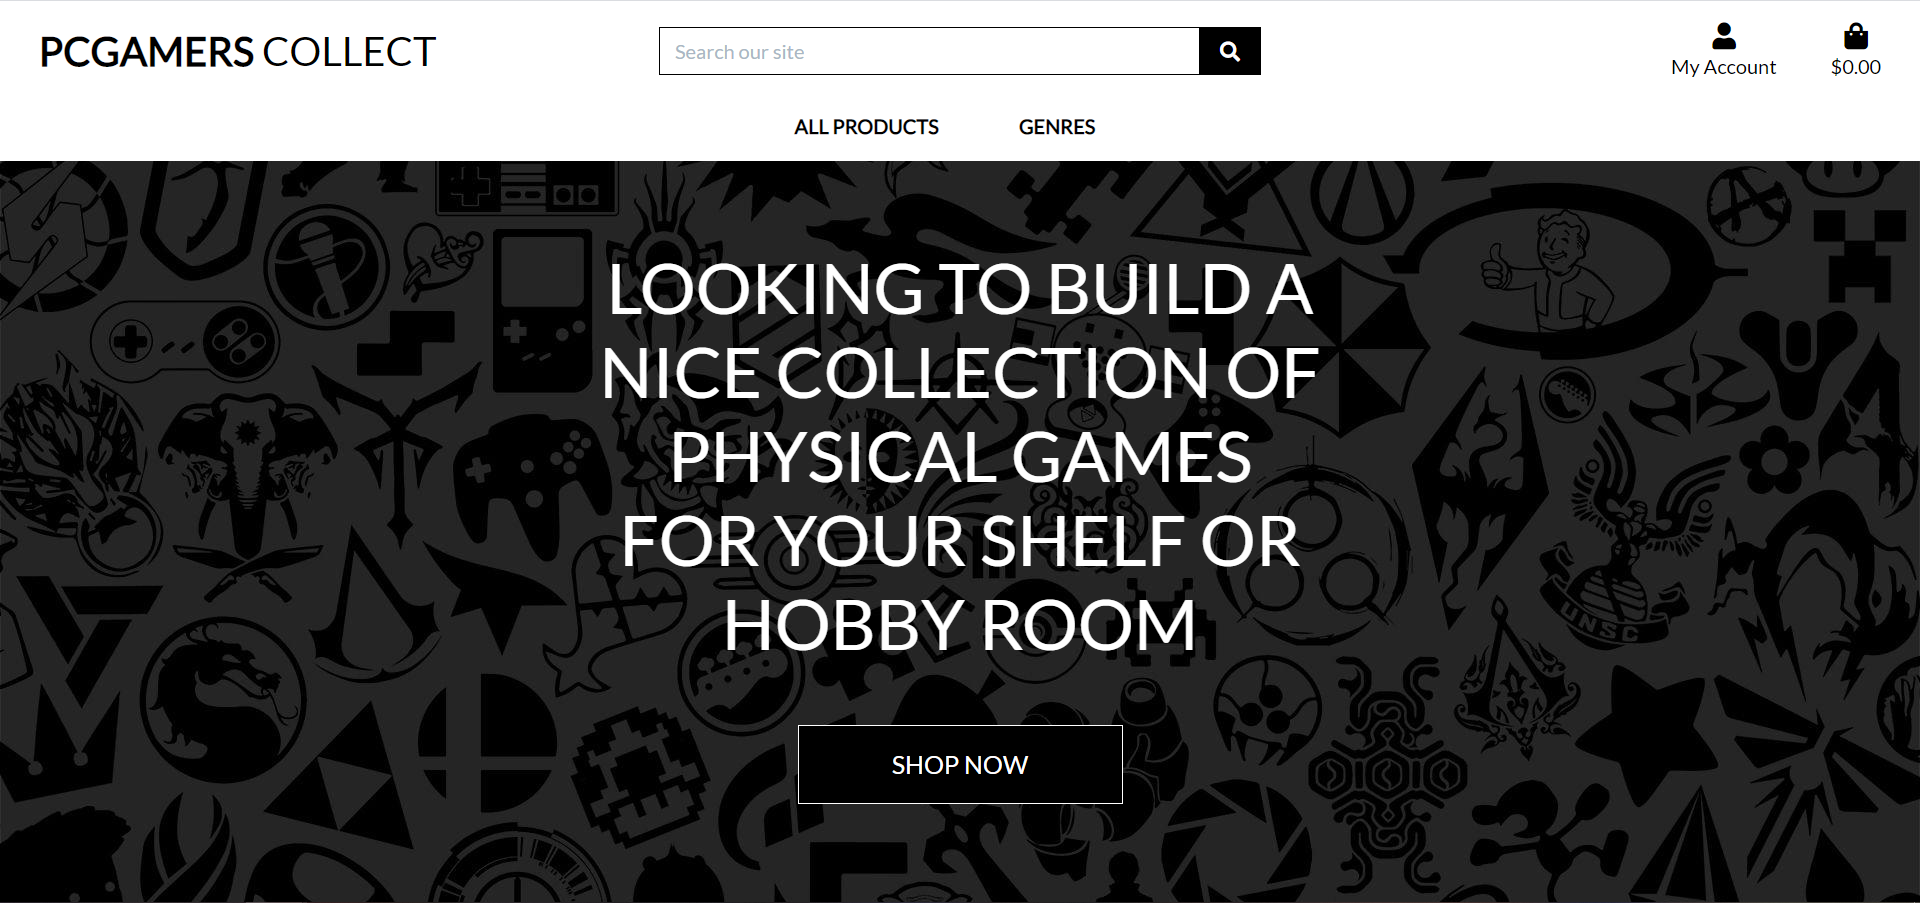 PCGAMERS COLLECT
Search our site
My Account
$0.00
ALL PRODUCTS
GENRES
LOOKING TO BUILD A
NICE COLLECTION OF
PHYSICAL GAMES
FOR YOUR SHELF OR
HOBBY ROOM
UNSC
SHOP NOW